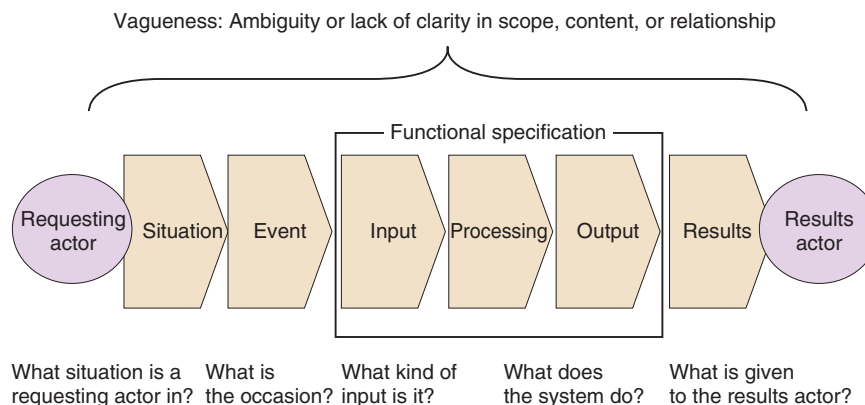 Vagueness: Ambiguity or lack of clarity in scope, content, or relationship
Functional specification
Requesting
actor
Situation
Event
Input
Processing
Output
Results
Results
actor
What situation is a
requesting actor in?
What is
the occasion?
What kind of
input is it?
What does
the system do?
What is given
to the results actor?